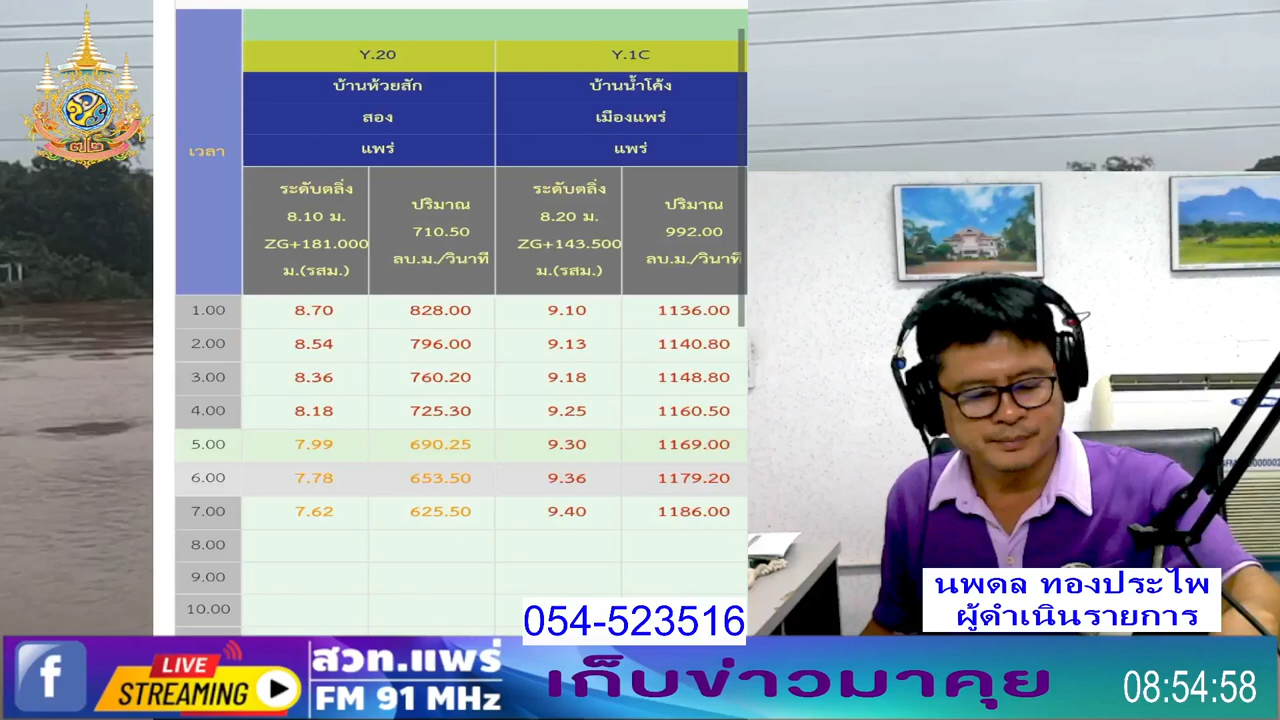 Y.20
Y.1C
บ้านห้วยสัก
บ้านน้ำโค้ง
สอง
เมืองแพร่
แพร่
แพร่
เวลา
ระดับตลิ่ง
8.10 ม.
ZG+181.000
ม.(รสม.)
ปริมาณ
710.50
ลบ.ม./วินาที
ระดับตลิ่ง
8.20 ม.
ZG+143.500
ม.(รสม.)
ปริมาณ
992.00
ลบ.ม./วินาที
1.00 8.70 828.00 9.10 1136.00
2.00 8.54 796.00 9.13 1140.80
3.00 8.36 760.20 9.18 1148.80
4.00 8.18 725.30 9.25 1160.50
5.00 7.99 690.25 9.30 1169.00
6.00 7.78 653.50 9.36 1179.20
7.00 7.62 625.50 9.40 1186.00
8.00
9.00
10.00
054-523516
นพดล ทองประไพ
ผู้ดำเนินรายการ
f
LIVE
STREAMING
สวท.แพร่
FM 91 MHz
เก็บข่าวมาคุย
08:54:58